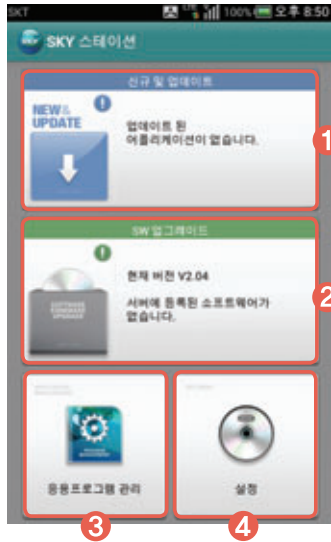 SKT 100% 오후 8:50
SKY 스테이션
신규 및 업데이트
NEW &
UPDATE
업데이트 된
어플리케이션이 없습니다.
1
SW 업그레이드
현재 버전 V2.04
서버에 등록된 소프트웨어가
없습니다.
SOFTWARE
UPGRADE
2
응용프로그램 관리
설정
3
4